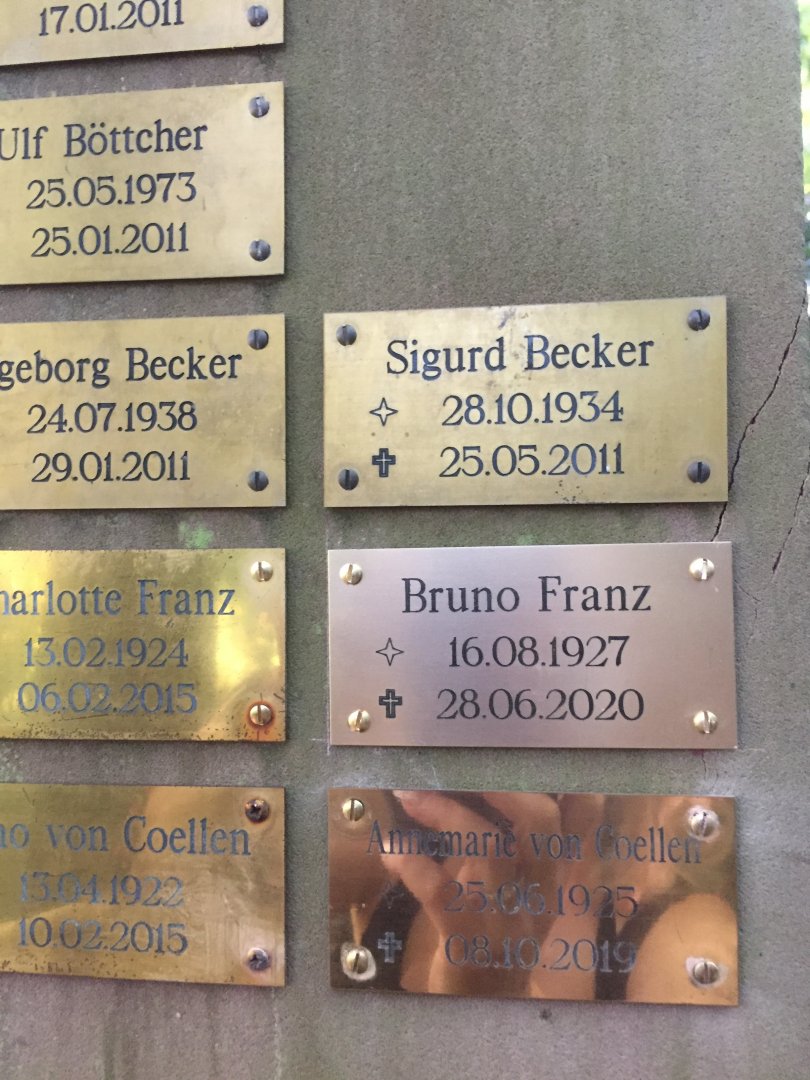 17.01.2011
Ulf Böttcher
25.05.1973
25.01.2011
geborg Becker
24.07.1938
29.01.2011
Sigurd Becker
28.10.1934
25.05.2011
harlotte Franz
13.02.1924
06.02.2015
Bruno Franz
16.08.1927
28.06.2020
no von Coellen
13.04.1922
10.02.2015
Annemarie von Coellen
25.06.1925
08.10.2019